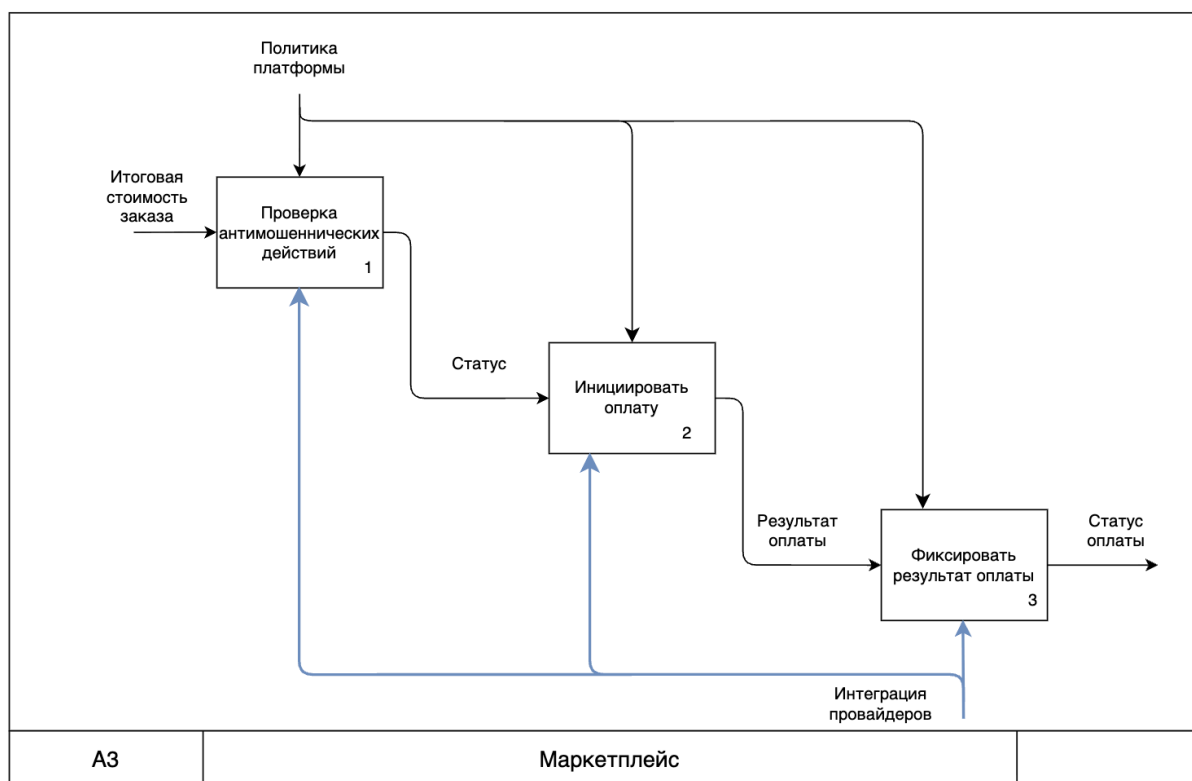 Политика
платформы
Итоговая
стоимость
заказа
Проверка
антимошеннических
действий
1
Статус
Инициировать
оплату
2
Результат
оплаты
Фиксировать
результат оплаты
3
Статус
оплаты
Интеграция
провайдеров
А3
Маркетплейс